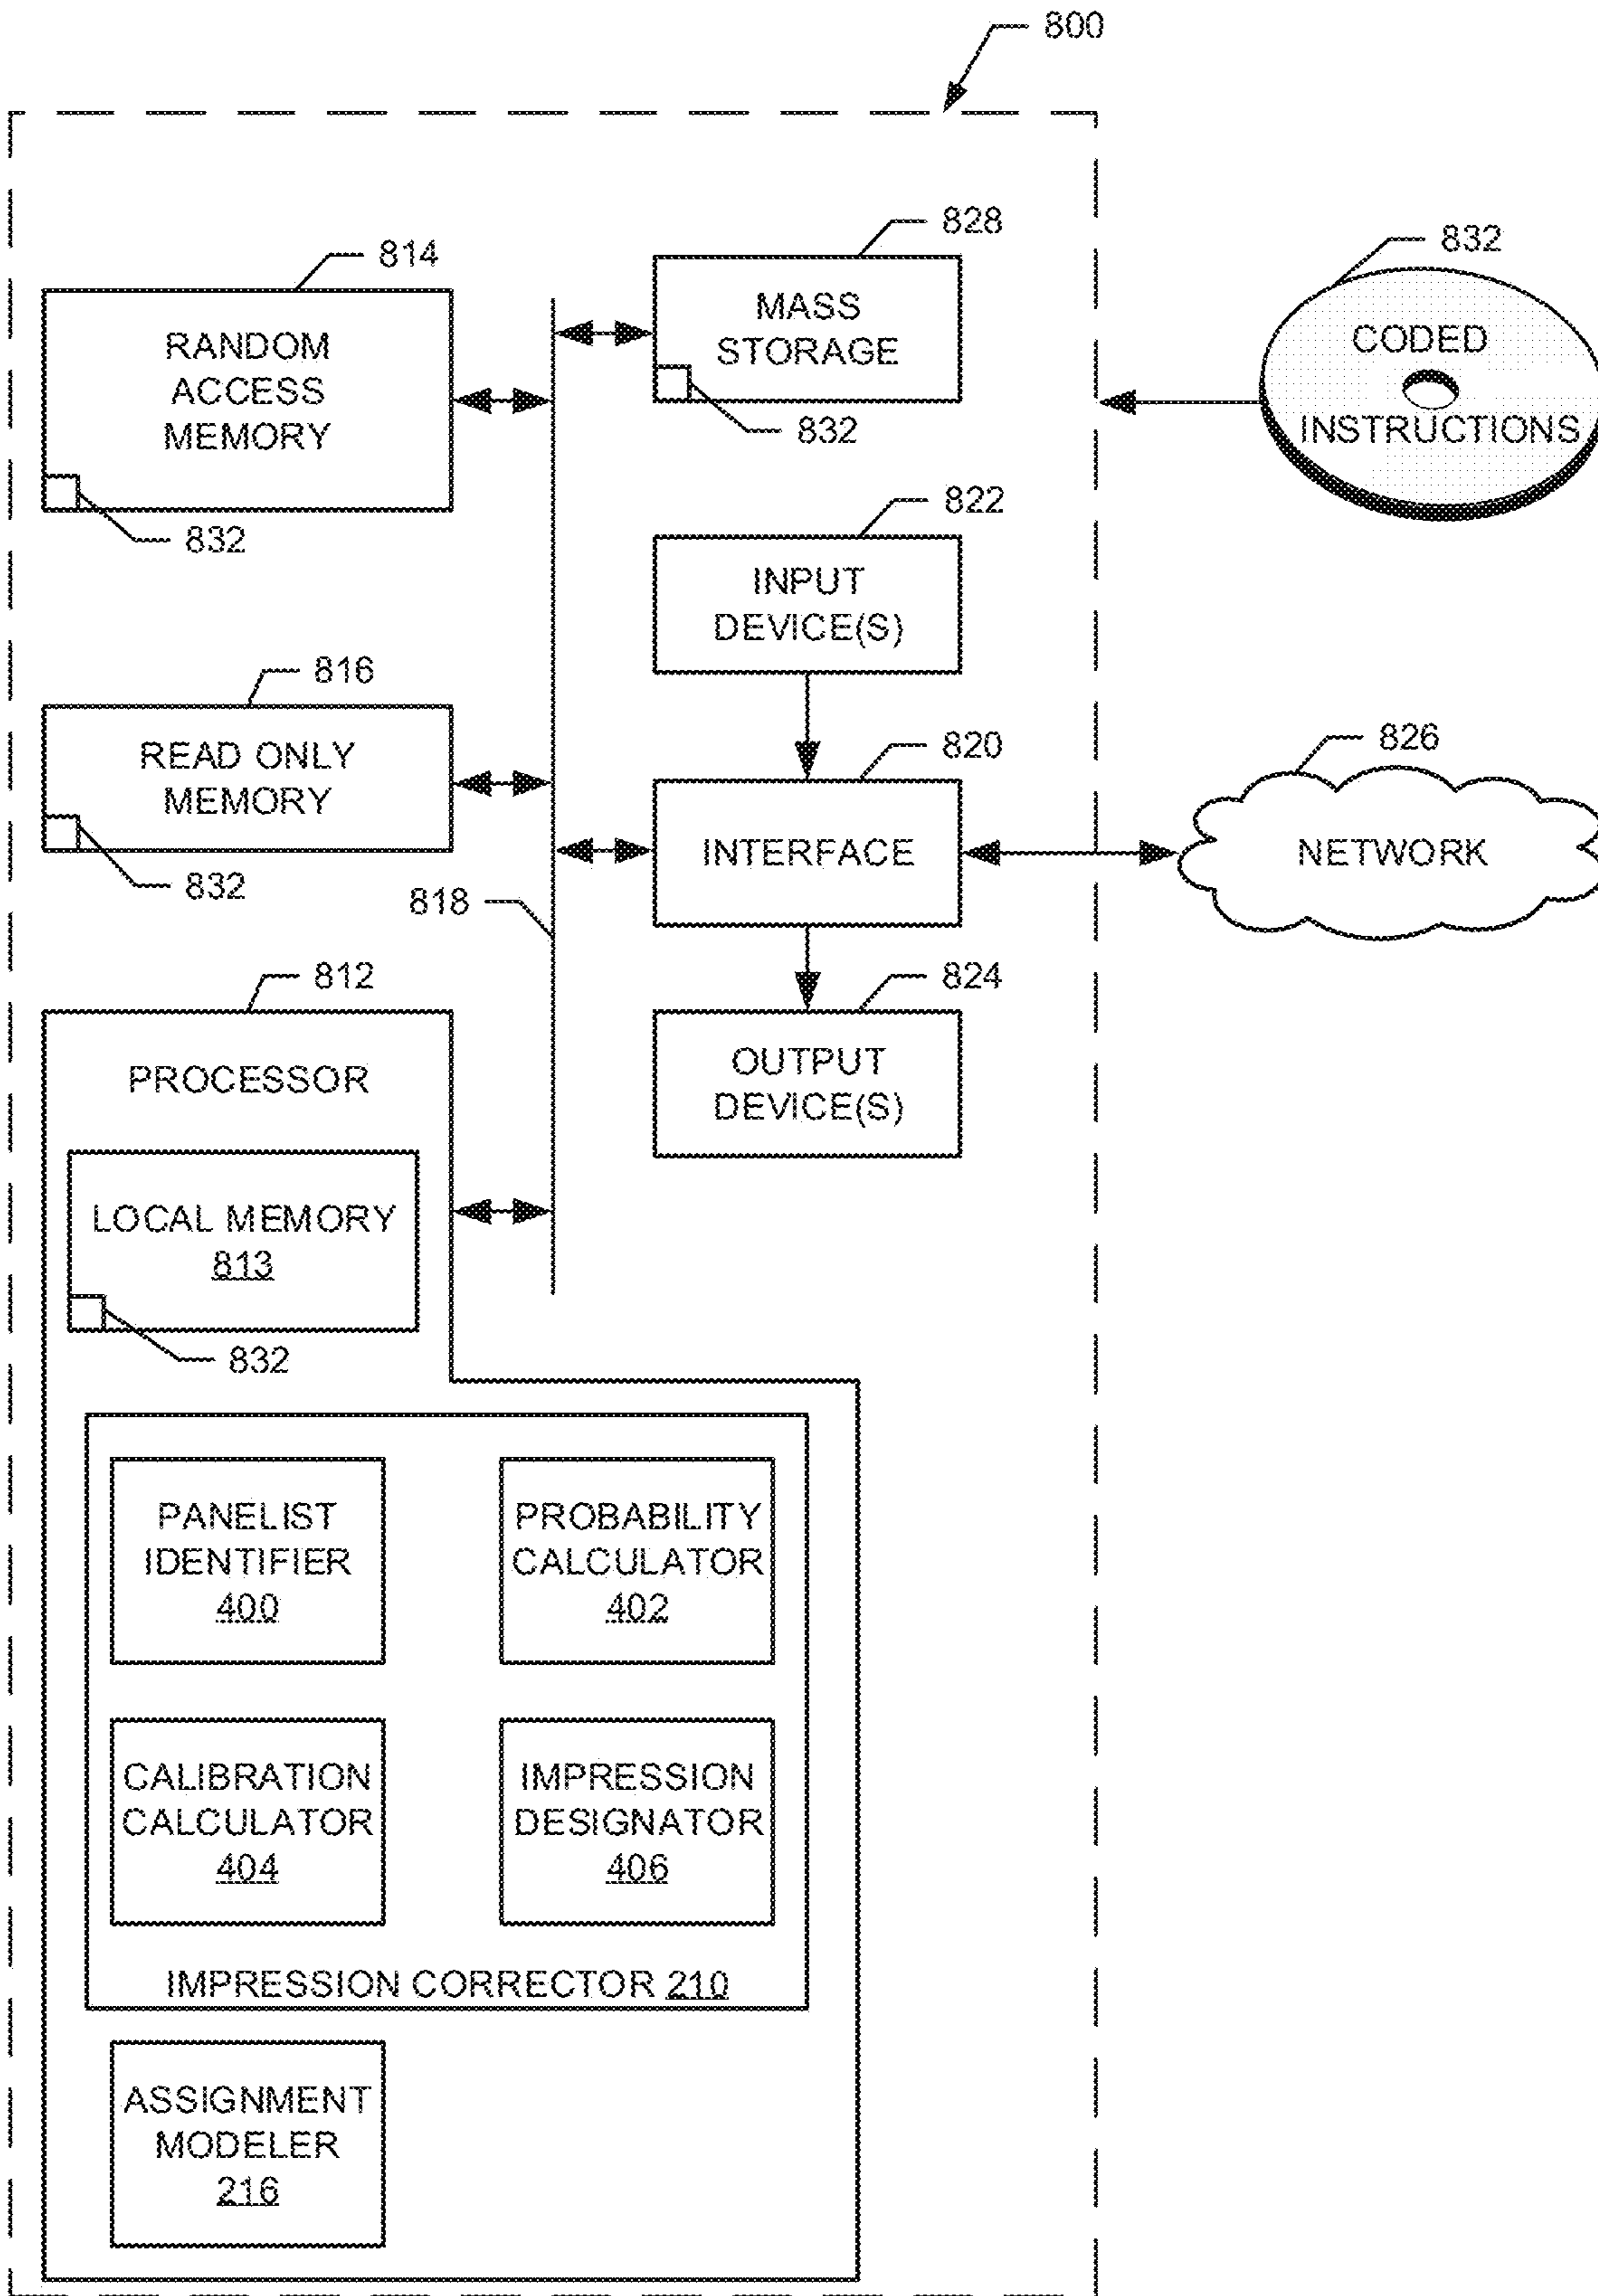 800
814
RANDOM
ACCESS
MEMORY
832
828
MASS
STORAGE
832
832
CODED
INSTRUCTIONS
822
INPUT
DEVICE(S)
816
READ ONLY
MEMORY
832
820
INTERFACE
826
NETWORK
818
824
OUTPUT
DEVICE(S)
812
PROCESSOR
LOCAL MEMORY
813
832
PANELIST
IDENTIFIER
400
PROBABILITY
CALCULATOR
402
CALIBRATION
CALCULATOR
404
IMPRESSION
DESIGNATOR
406
IMPRESSION CORRECTOR 210
ASSIGNMENT
MODELER
216